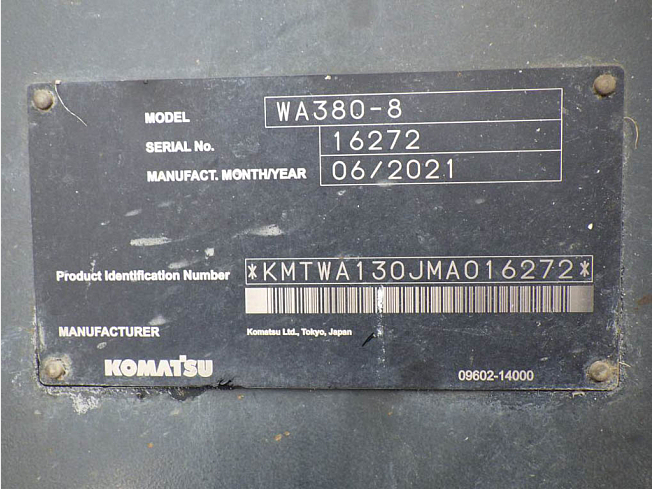 MODEL WA380-8
SERIAL No. 16272
MANUFACT. MONTH/YEAR 06/2021
Product Identification Number *KMTWA130JMA016272*
MANUFACTURER Komatsu Ltd., Tokyo, Japan
KOMATSU 09602-14000